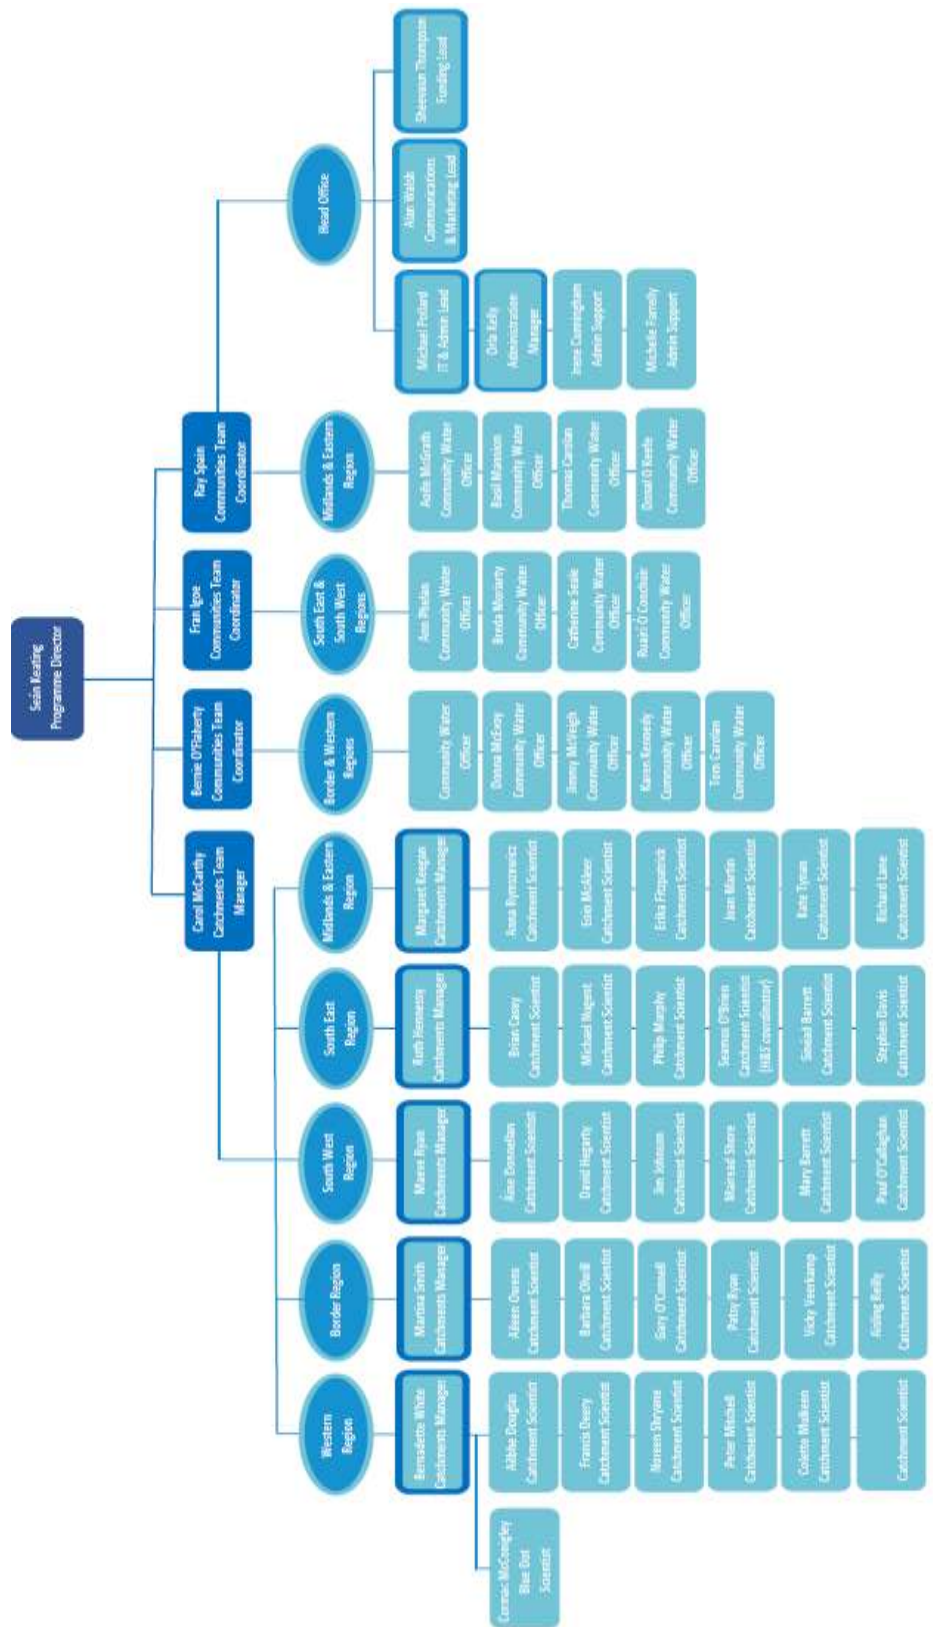 Seán Keating
Programme Director
Carol McCarthy
Catchments Team
Manager
Bernie O'Flaherty
Communities Team
Coordinator
Fran Igoe
Communities Team
Coordinator
Ray Spain
Communities Team
Coordinator
Western
Region
Border Region
South West
Region
South East
Region
Midlands & Eastern
Region
Border & Western
Regions
South East &
South West
Regions
Midlands & Eastern
Region
Head Office
Bernadette White
Catchments Manager
Cormac McConigley
Blue Dot
Scientist
Ailbhe Douglas
Catchment Scientist
Francis Devery
Catchment Scientist
Noreen Shryane
Catchment Scientist
Peter Mitchell
Catchment Scientist
Colette Mulkeen
Catchment Scientist
Catchment Scientist
Martina Smith
Catchments Manager
Aileen Owens
Catchment Scientist
Barbara Oneill
Catchment Scientist
Gary O'Connell
Catchment Scientist
Patsy Ryan
Catchment Scientist
Vicky Veerkamp
Catchment Scientist
Aisling Reilly
Catchment Scientist
Maeve Ryan
Catchments Manager
Áine Donnellan
Catchment Scientist
David Hegarty
Catchment Scientist
Jim Johnson
Catchment Scientist
Mairead Shore
Catchment Scientist
Mary Barrett
Catchment Scientist
Paul O'Callaghan
Catchment Scientist
Ruth Hennessy
Catchments Manager
Brian Casey
Catchment Scientist
Michael Nugent
Catchment Scientist
Philip Murphy
Catchment Scientist
Seamus O'Brien
Catchment Scientist
(H&S coordinator)
Sinéad Barrett
Catchment Scientist
Stephen Davis
Catchment Scientist
Margaret Keegan
Catchments Manager
Anna Rymszewicz
Catchment Scientist
Erin McAleer
Catchment Scientist
Erika Fitzpatrick
Catchment Scientist
Joan Martin
Catchment Scientist
Kate Tynan
Catchment Scientist
Richard Lane
Catchment Scientist
Community Water
Officer
Donna McEvoy
Community Water
Officer
Jimmy McVeigh
Community Water
Officer
Karen Kennedy
Community Water
Officer
Tom Carolan
Community Water
Officer
Ann Phelan
Community Water
Officer
Breda Moriarty
Community Water
Officer
Catherine Seale
Community Water
Officer
Ruairí Ó Conchúir
Community Water
Officer
Aoife McGrath
Community Water
Officer
Basil Mannion
Community Water
Officer
Thomas Carolan
Community Water
Officer
Donal O'Keefe
Community Water
Officer
Michael Pollard
IT & Admin Lead
Orla Kelly
Administration
Manager
Irene Cunningham
Admin Support
Michelle Farrelly
Admin Support
Alan Walsh
Communications
& Marketing Lead
Sheevaun Thompson
Funding Lead